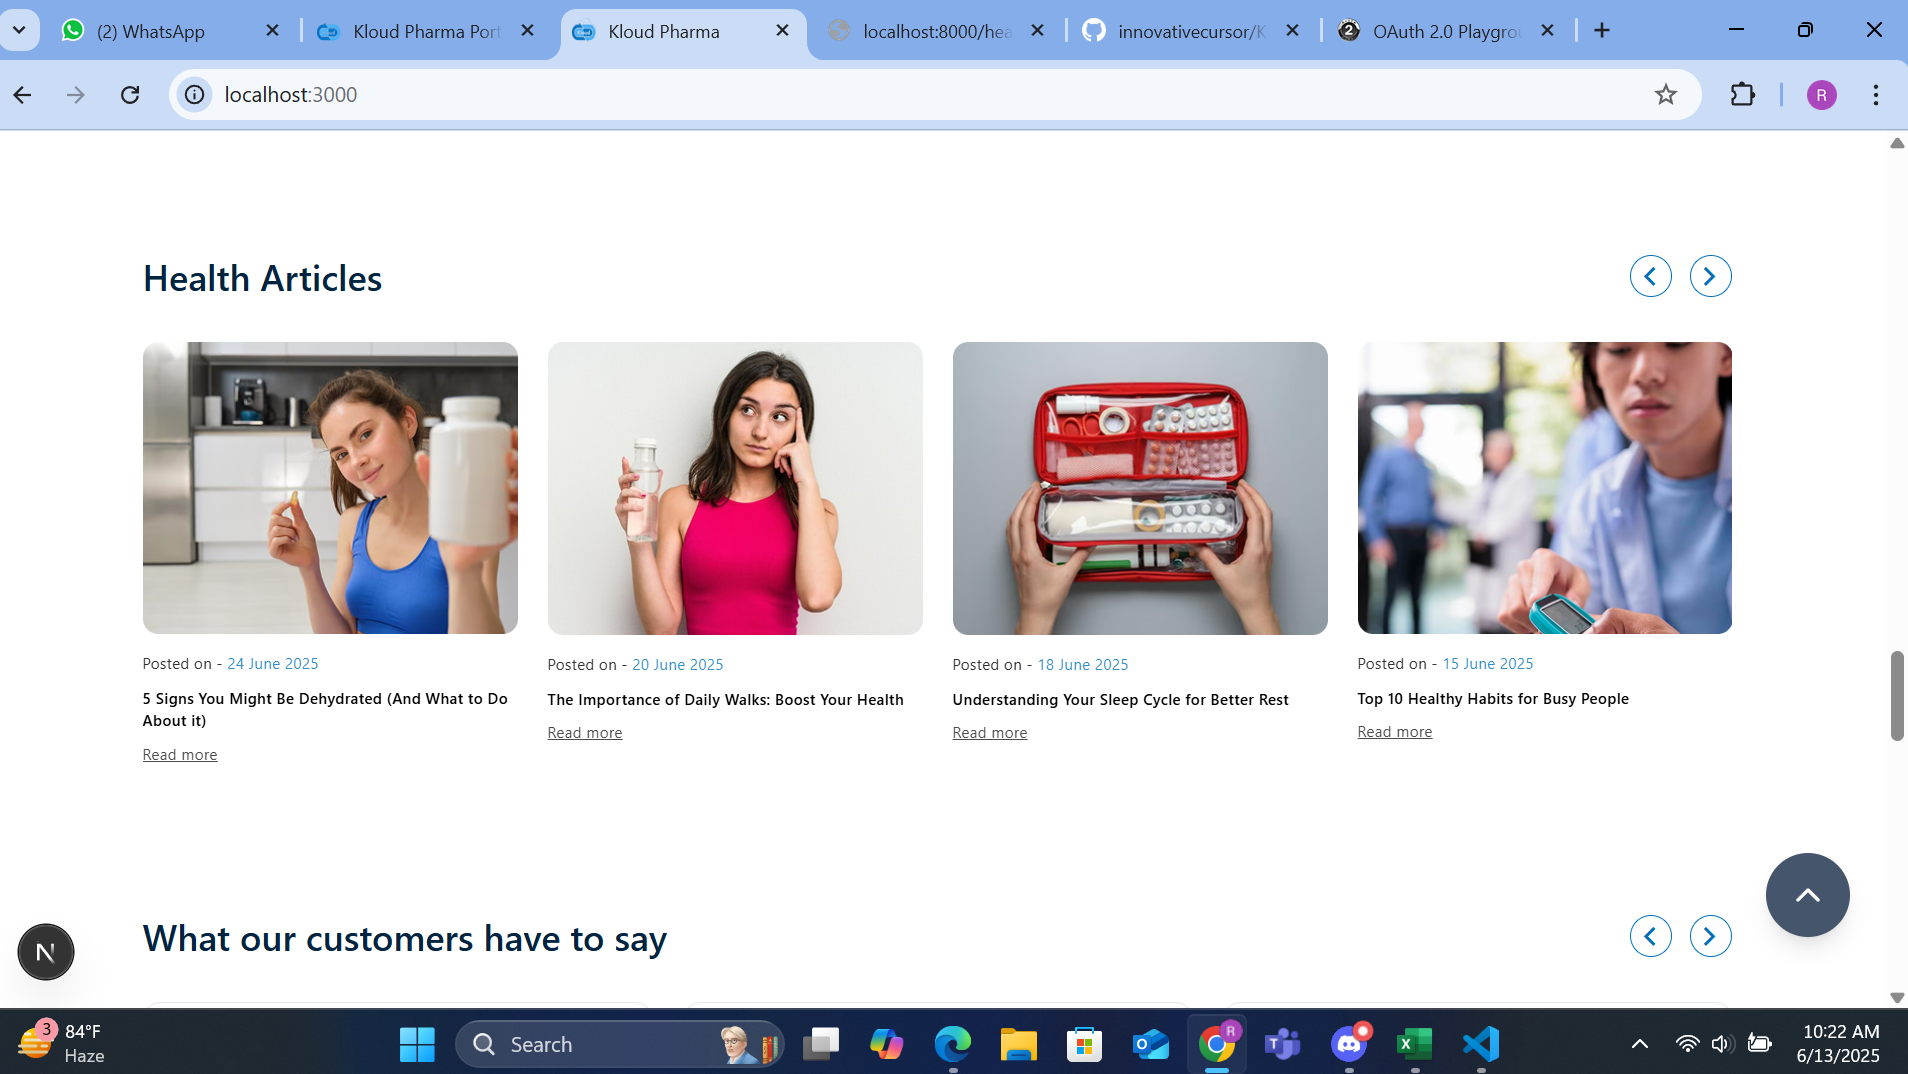 (2) WhatsApp
Kloud Pharma Port
Kloud Pharma
localhost:8000/hea
innovativecursor/K
2
OAuth 2.0 Playgro
localhost:3000
R
Health Articles
Posted on - 24 June 2025
5 Signs You Might Be Dehydrated (And What to Do
About it)
Read more
Posted on - 20 June 2025
The Importance of Daily Walks: Boost Your Health
Read more
Posted on - 18 June 2025
Understanding Your Sleep Cycle for Better Rest
Read more
Posted on - 15 June 2025
Top 10 Healthy Habits for Busy People
Read more
What our customers have to say
N
3
84°F
Haze
Search
R
10:22 AM
6/13/2025